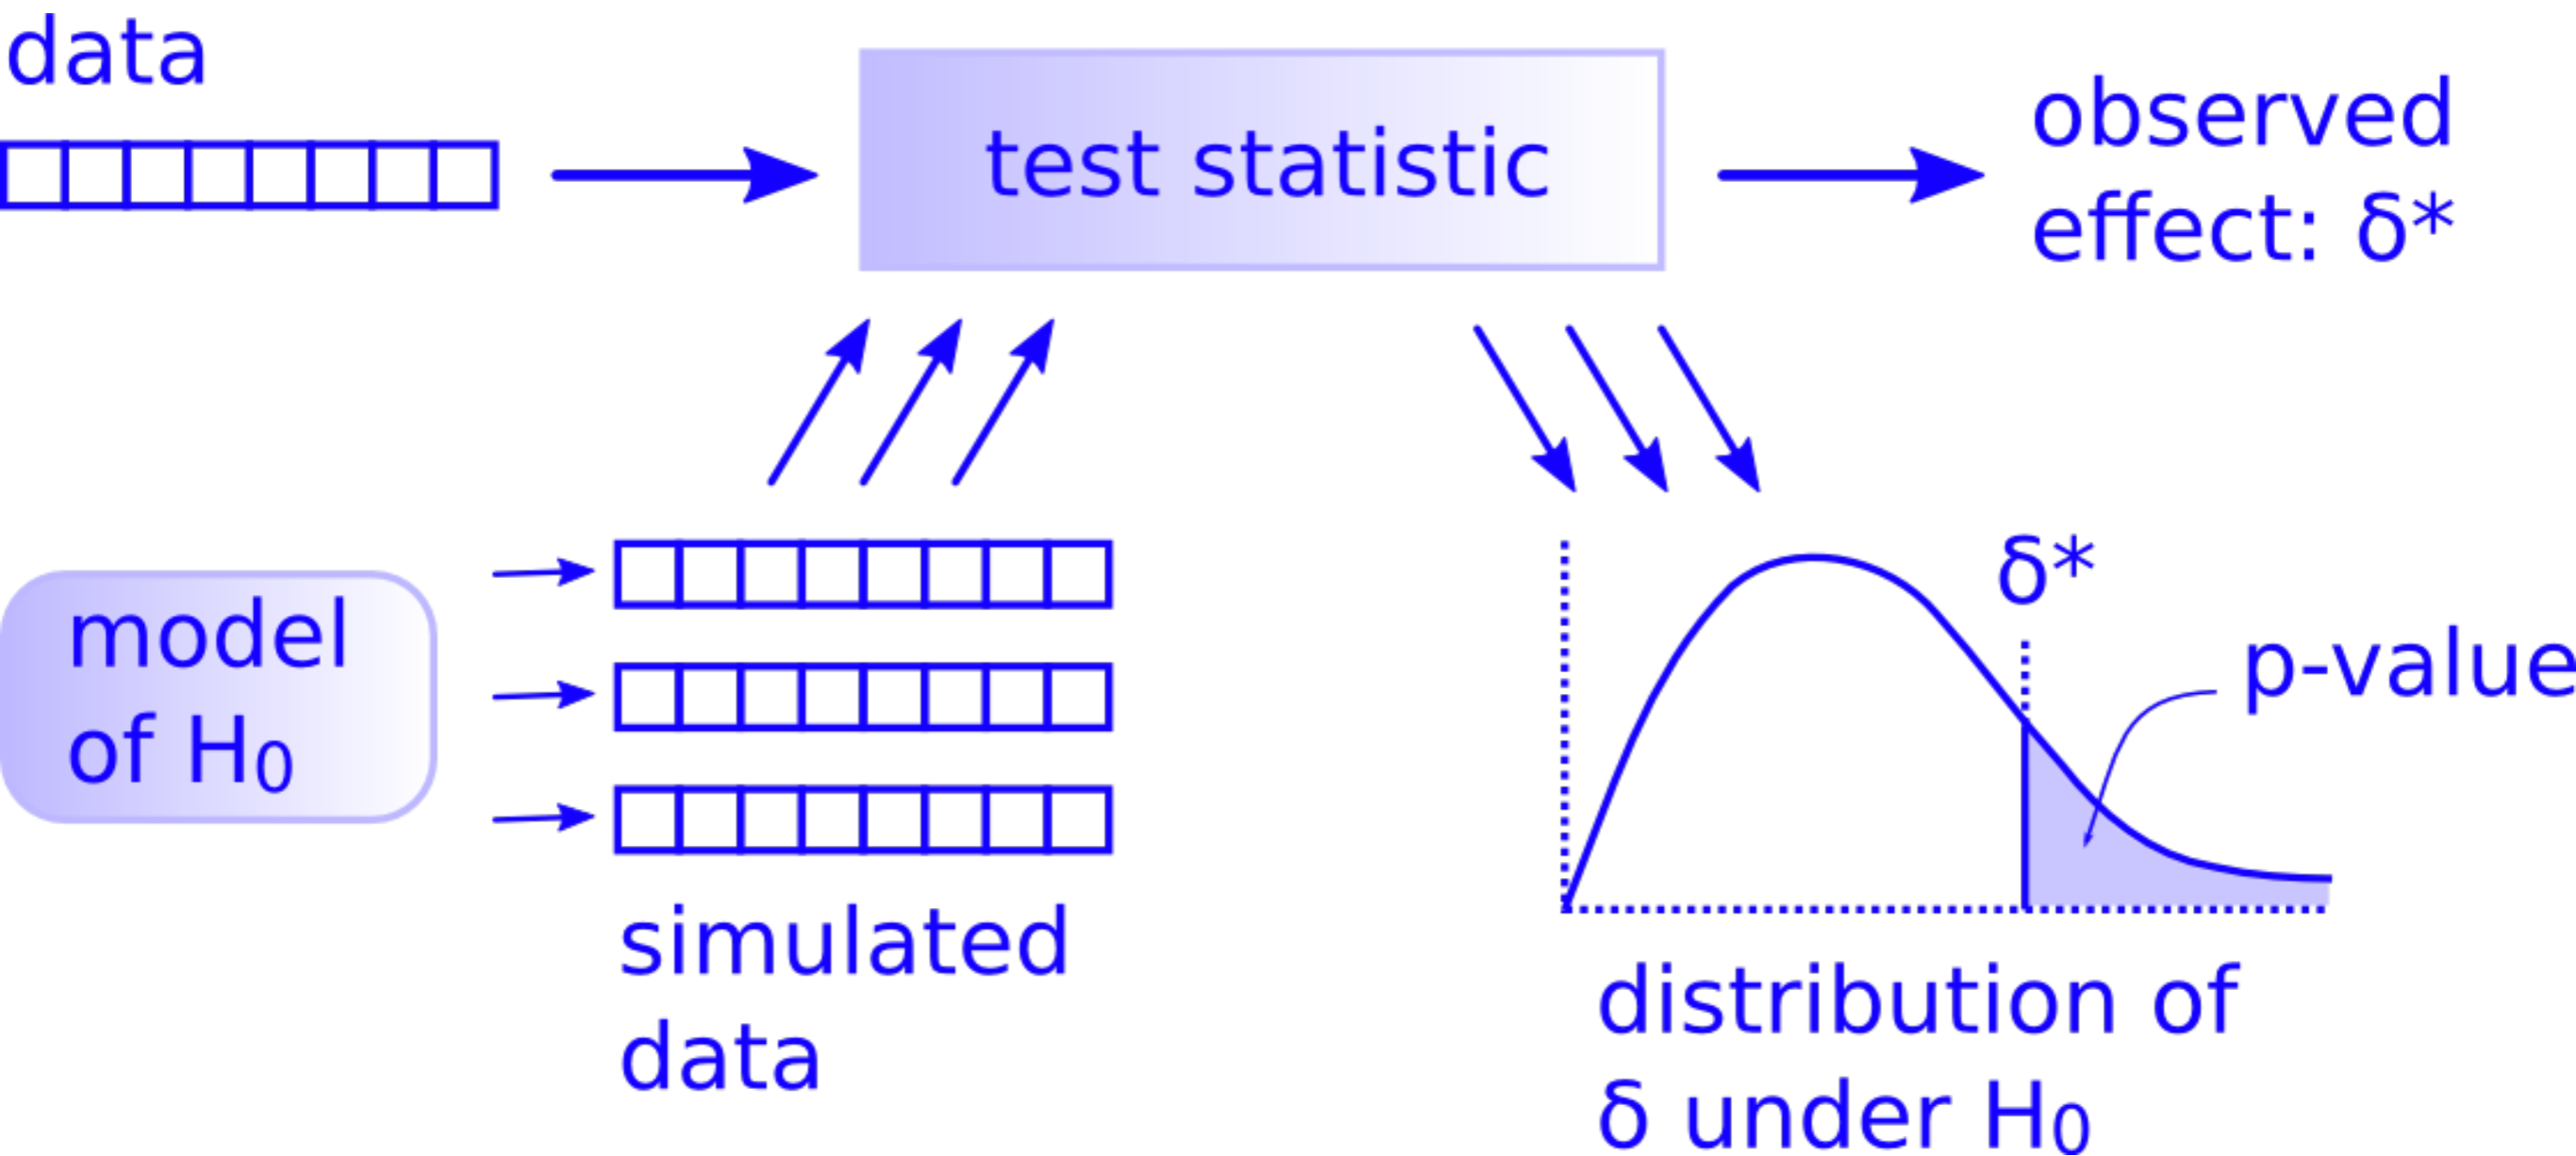 data
test statistic
observed
effect: δ*
model
of H₀
simulated
data
δ*
p-value
distribution of
δ under H₀